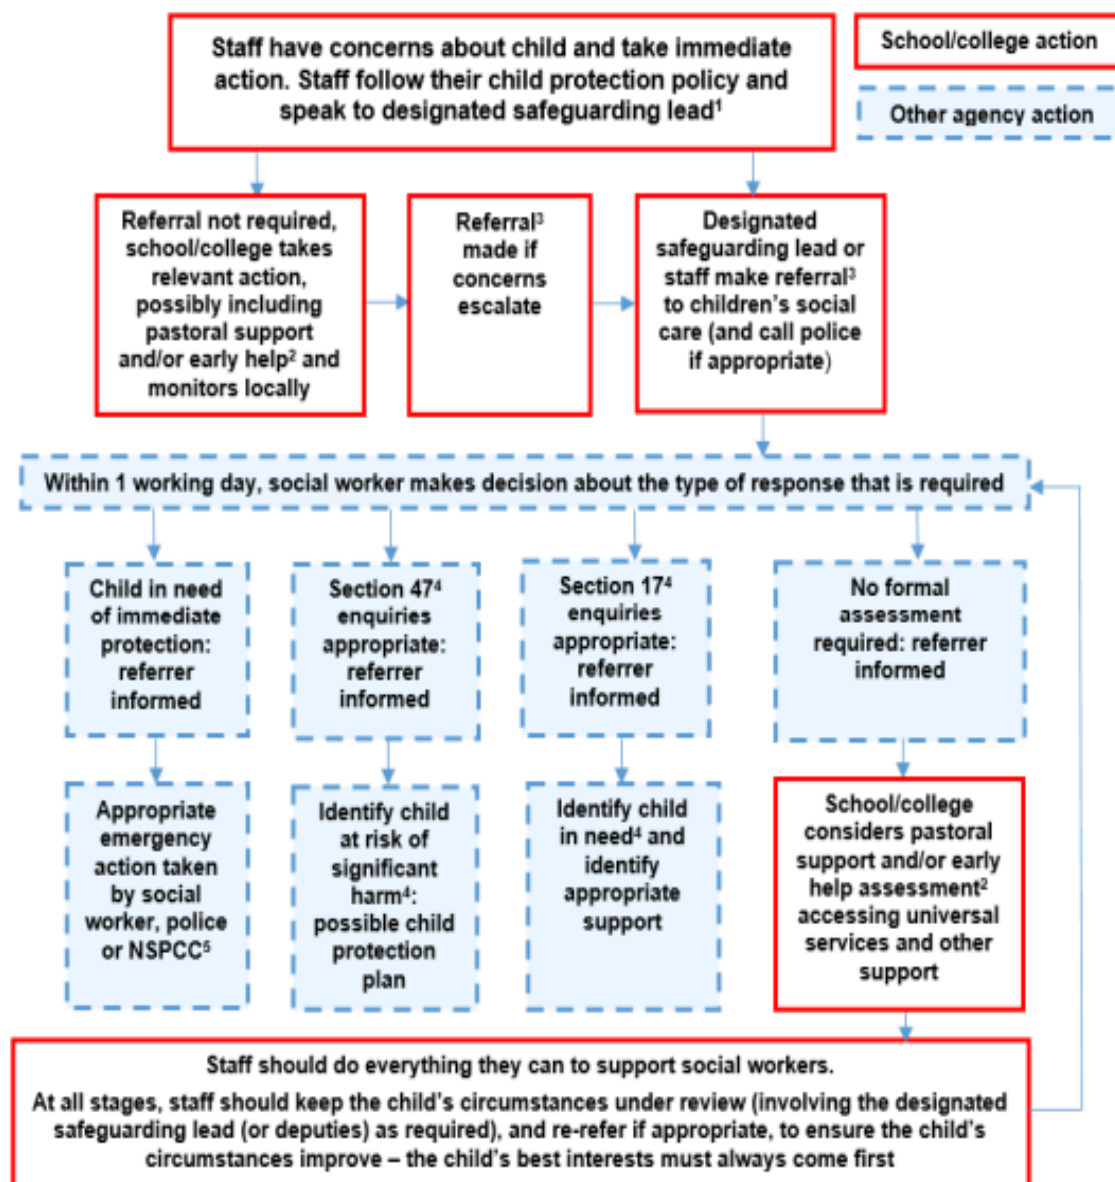 Staff have concerns about child and take immediate
action. Staff follow their child protection policy and
speak to designated safeguarding lead¹
School/college action
Other agency action
Referral not required,
school/college takes
relevant action,
possibly including
pastoral support
and/or early help² and
monitors locally
Referral³
made if
concerns
escalate
Designated
safeguarding lead or
staff make referral³
to children's social
care (and call police
if appropriate)
Within 1 working day, social worker makes decision about the type of response that is required
Child in need
of immediate
protection:
referrer
informed
Section 47⁴
enquiries
appropriate:
referrer
informed
Section 17⁴
enquiries
appropriate:
referrer
informed
No formal
assessment
required: referrer
informed
Appropriate
emergency
action taken
by social
worker, police
or NSPCC⁵
Identify child
at risk of
significant
harm⁴:
possible child
protection
plan
Identify child
in need⁴ and
identify
appropriate
support
School/college
considers pastoral
support and/or early
help assessment²
accessing universal
services and other
support
Staff should do everything they can to support social workers.
At all stages, staff should keep the child's circumstances under review (involving the designated
safeguarding lead (or deputies) as required), and re-refer if appropriate, to ensure the child's
circumstances improve – the child's best interests must always come first